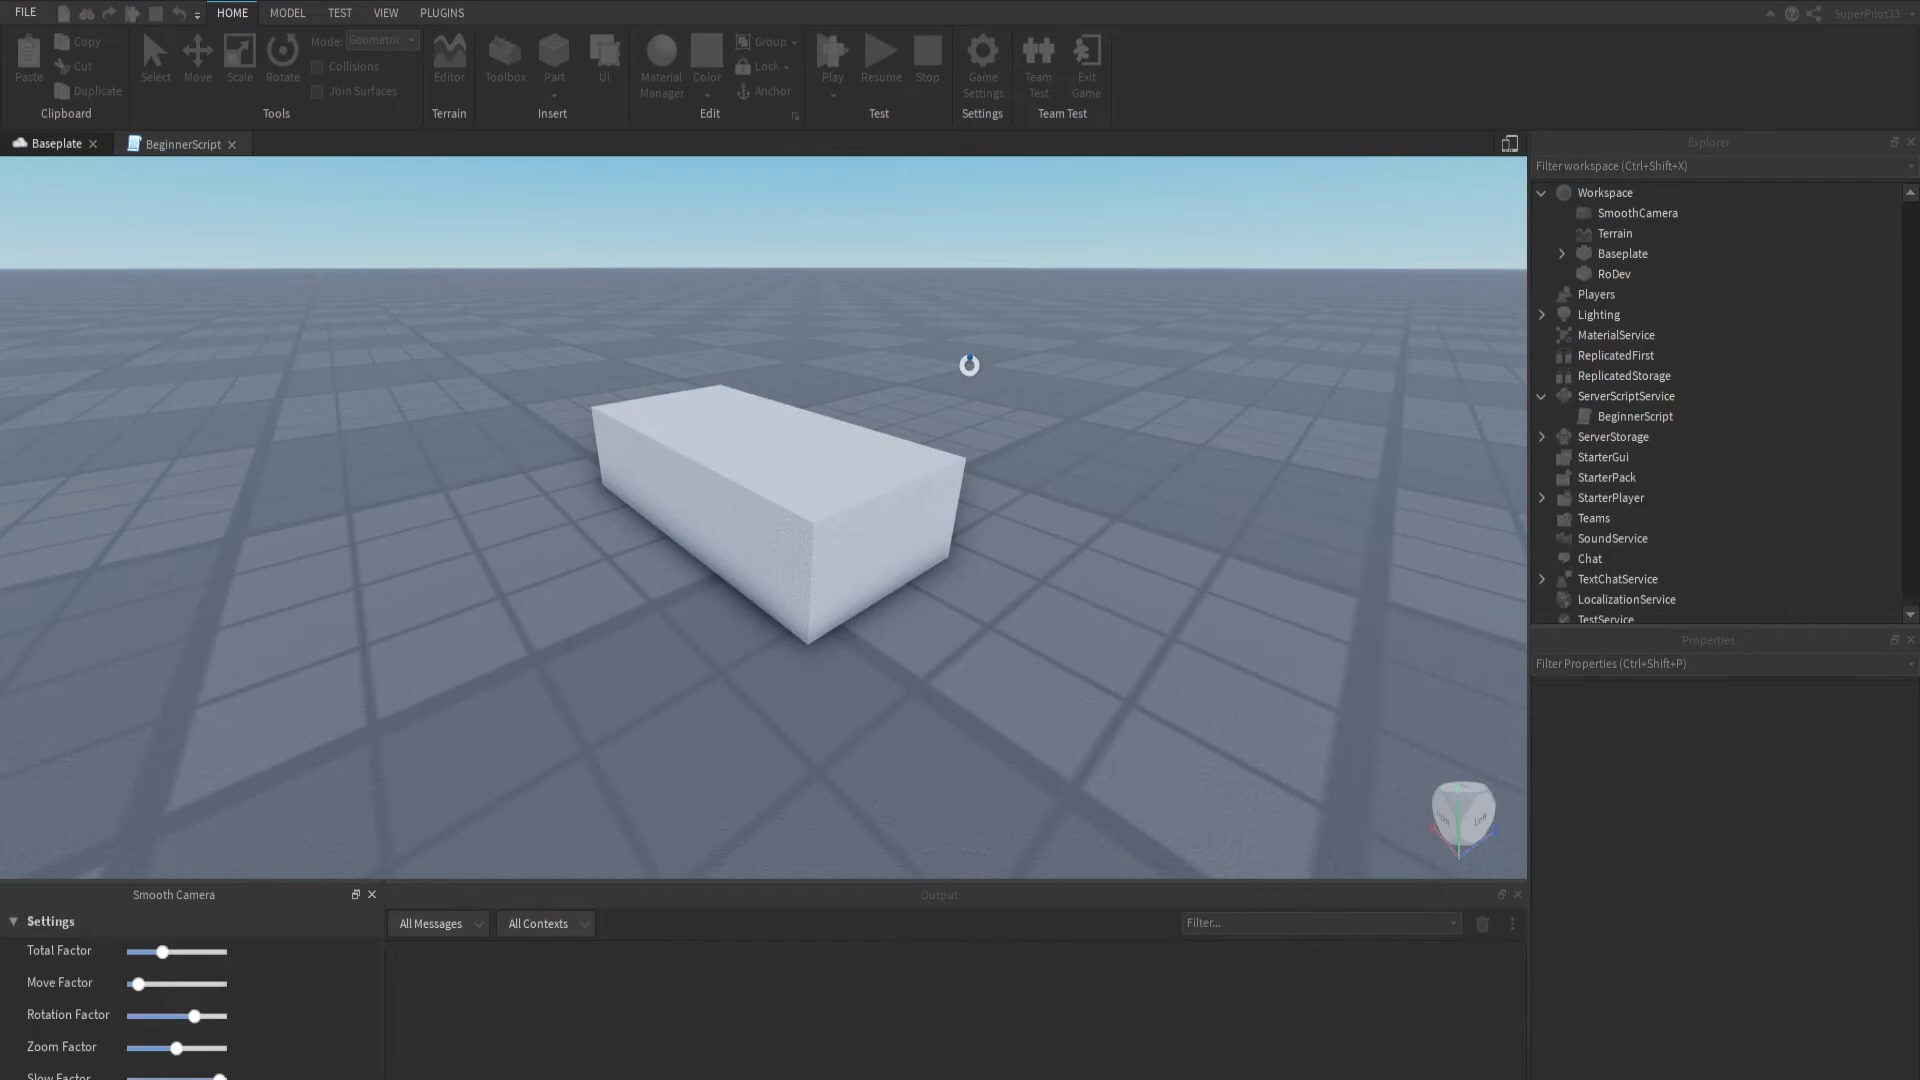 FILE
HOME
MODEL
TEST
VIEW
PLUGINS
SuperPilot33
Paste
Copy
Cut
Duplicate
Clipboard
Select
Move
Scale
Rotate
Mode: Geometric
Collisions
Join Surfaces
Tools
Editor
Terrain
Toolbox
Part
UI
Insert
Material
Manager
Color
Group
Lock
Anchor
Edit
Play
Resume
Stop
Test
Game
Settings
Settings
Team
Test
Exit
Game
Team Test
Baseplate
BeginnerScript
Explorer
Filter workspace (Ctrl+Shift+X)
Workspace
SmoothCamera
Terrain
Baseplate
RoDev
Players
Lighting
MaterialService
ReplicatedFirst
ReplicatedStorage
ServerScriptService
BeginnerScript
ServerStorage
StarterGui
StarterPack
StarterPlayer
Teams
SoundService
Chat
TextChatService
LocalizationService
TestService
Properties
Filter Properties (Ctrl+Shift+P)
Front
Left
Smooth Camera
Settings
Total Factor
Move Factor
Rotation Factor
Zoom Factor
Slow Factor
Output
All Messages
All Contexts
Filter...